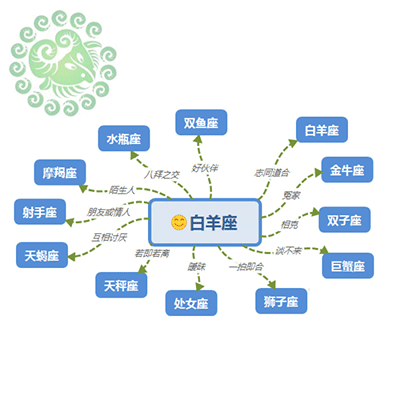 双鱼座
水瓶座
白羊座
好伙伴
八拜之交
志同道合
摩羯座
金牛座
陌生人
冤家
射手座
朋友或情人
白羊座
相克
双子座
互相讨厌
天蝎座
若即若离
暧昧
一拍即合
谈不来
巨蟹座
天秤座
处女座
狮子座